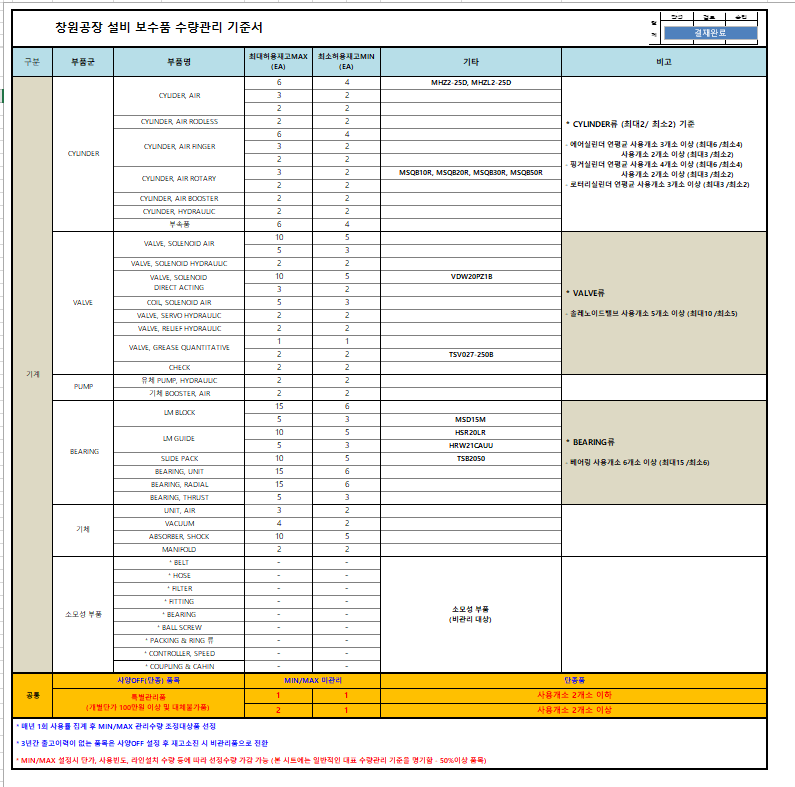 창원공장 설비 보수품 수량관리 기준서
결재완료
구분 부품군 부품명 최대허용재고MAX (EA) 최소허용재고MIN (EA) 기타 비고
기계
CYLINDER
CYLIDER, AIR 6 4 MHZ2-25D, MHZL2-25D
3 2
2 2
CYLINDER, AIR RODLESS 2 2
CYLINDER, AIR FINGER 6 4
3 2
2 2
CYLINDER, AIR ROTARY 3 2 MSQB10R, MSQB20R, MSQB30R, MSQB50R
2 2
CYLINDER, AIR BOOSTER 2 2
CYLINDER, HYDRAULIC 2 2
부속품 6 4
* CYLINDER류 (최대2/ 최소2) 기준
- 에어실린더 연평균 사용개소 3개소 이상 (최대6 /최소4)
사용개소 2개소 이상 (최대3 /최소2)
- 핑거실린더 연평균 사용개소 4개소 이상 (최대6 /최소4)
사용개소 2개소 이상 (최대3 /최소2)
- 로터리실린더 연평균 사용개소 3개소 이상 (최대3 /최소2)
VALVE
VALVE, SOLENOID AIR 10 5
5 3
VALVE, SOLENOID HYDRAULIC 2 2
VALVE, SOLENOID DIRECT ACTING 10 5 VDW20PZ1B
3 2
COIL, SOLENOID AIR 5 3
VALVE, SERVO HYDRAULIC 2 2
VALVE, RELIEF HYDRAULIC 2 2
VALVE, GREASE QUANTITATIVE 1 1
2 2 TSV027-250B
CHECK 2 2
* VALVE류
- 솔레노이드밸브 사용개소 5개소 이상 (최대10 /최소5)
PUMP
유체 PUMP, HYDRAULIC 2 2
기체 BOOSTER, AIR 2 2
BEARING
LM BLOCK 15 6
5 3 MSD15M
LM GUIDE 10 5 HSR20LR
5 3 HRW21CAUU
SLIDE PACK 10 5 TSB2050
BEARING, UNIT 15 6
BEARING, RADIAL 15 6
BEARING, THRUST 5 3
* BEARING류
- 베어링 사용개소 6개소 이상 (최대15 /최소6)
기체
UNIT, AIR 3 2
VACUUM 4 2
ABSORBER, SHOCK 10 5
MANIFOLD 2 2
소모성 부품
* BELT - -
* HOSE - -
* FILTER - -
* FITTING - -
* BEARING - -
* BALL SCREW - -
* PACKING & RING 류 - -
* CONTROLLER, SPEED - -
* COUPLING & CAHIN - -
소모성 부품
(비관리 대상)
공통
사양OFF(단종) 품목 MIN/MAX 미관리 단종품
특별관리품
(개별단가 100만원 이상 및 대체불가품)
1 1 사용개소 2개소 이하
2 1 사용개소 2개소 이상
* 매년 1회 사용률 집계 후 MIN/MAX 관리수량 조정대상품 선정
* 3년간 출고이력이 없는 품목은 사양OFF 설정 후 재고소진 시 비관리품으로 전환
* MIN/MAX 설정시 단가, 사용빈도, 라인설치 수량 등에 따라 선정수량 가감 가능 (본 시트에는 일반적인 대표 수량관리 기준을 명기함 - 50%이상 품목)